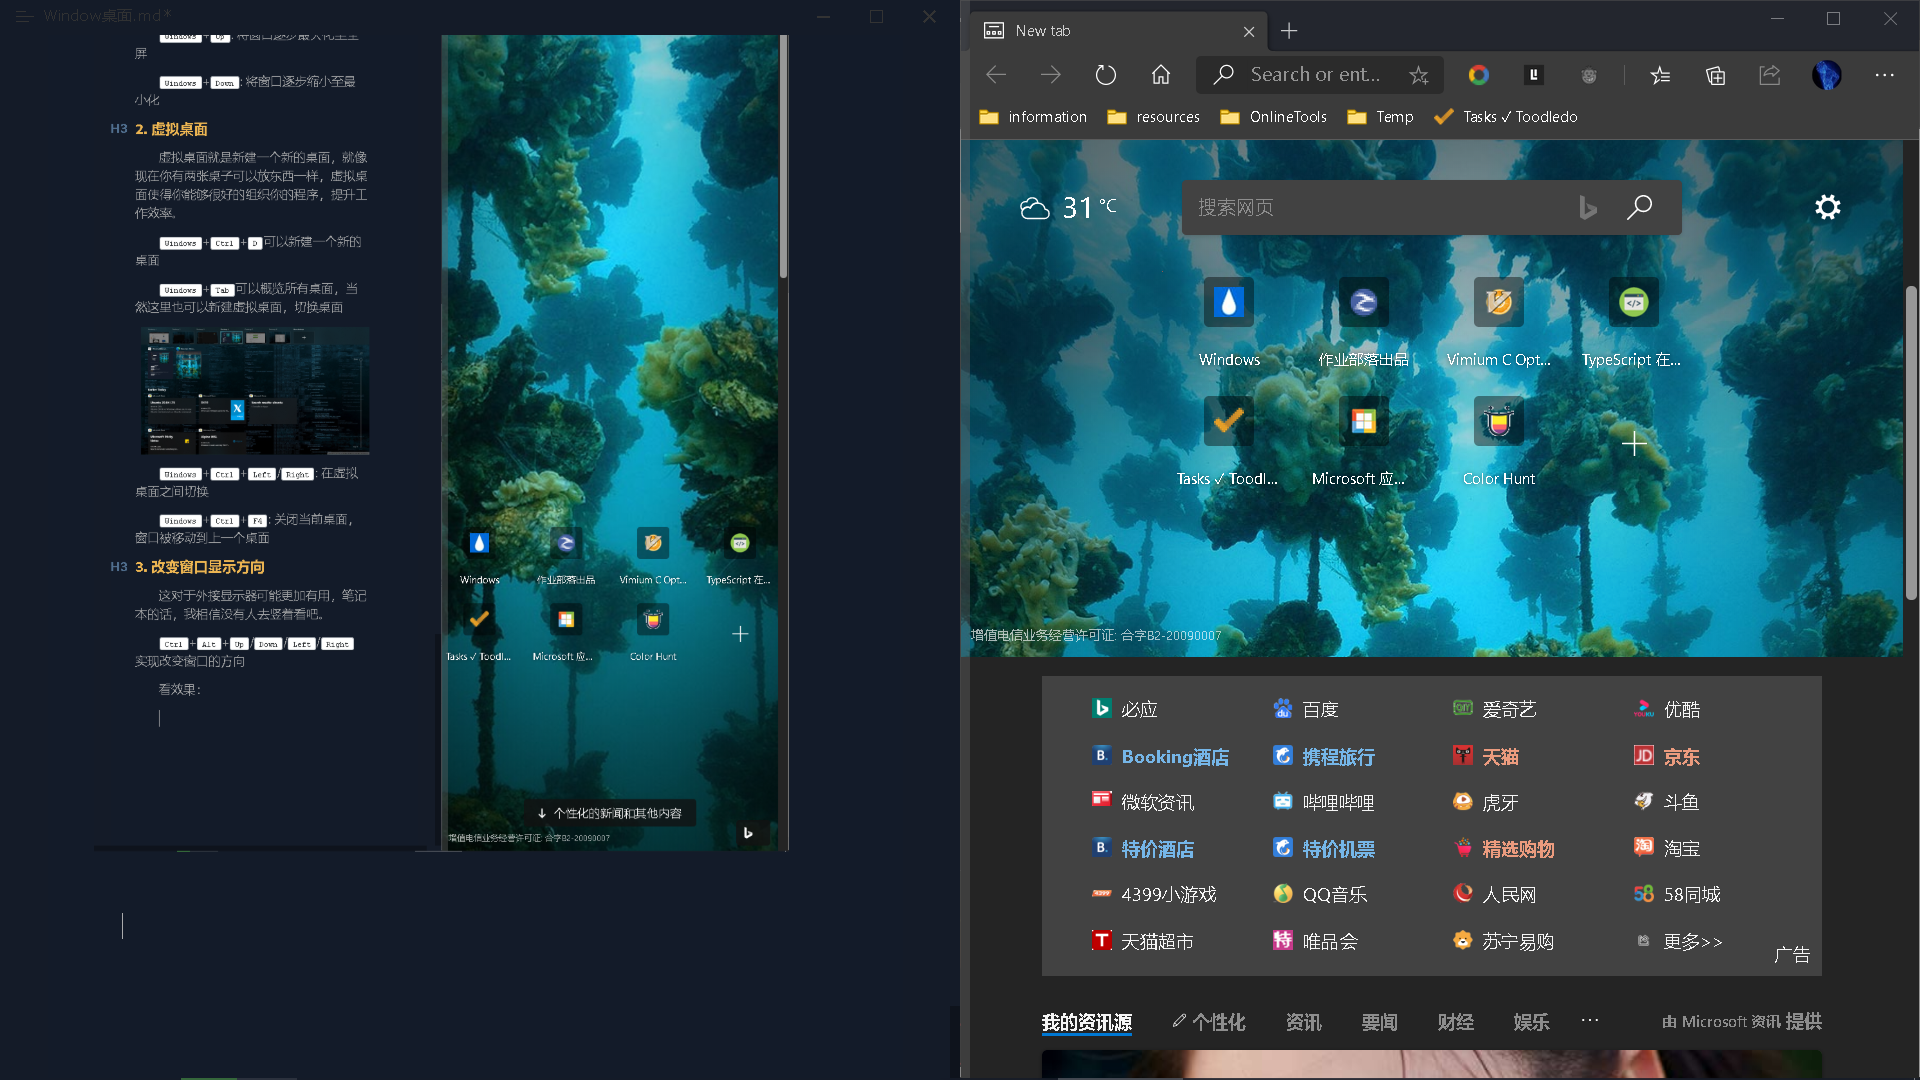 Window桌面.md*
Windows + Up : 将窗口逐步最大化至全
屏
Windows + Down : 将窗口逐步缩小至最
小化
H3 2. 虚拟桌面
虚拟桌面就是新建一个新的桌面，就像
现在你有两张桌子可以放东西一样，虚拟桌
面使得你能够很好的组织你的程序，提升工
作效率。
Windows + Ctrl + D 可以新建一个新的
桌面
Windows + Tab 可以概览所有桌面，当
然这里也可以新建虚拟桌面，切换桌面
Windows + Ctrl + Left / Right : 在虚拟
桌面之间切换
Windows + Ctrl + F4 : 关闭当前桌面，
窗口被移动到上一个桌面
H3 3. 改变窗口显示方向
这对于外接显示器可能更加有用，笔记
本的话，我相信没有人去竖着看吧。
Ctrl + Alt + Up / Down / Left / Right
实现改变窗口的方向
看效果：
Windows 作业部落出品 Vimium C Opt... TypeScript 在...
Tasks ✓ Toodl... Microsoft 应... Color Hunt
↓ 个性化的新闻和其他内容
增值电信业务经营许可证: 合字B2-20090007
New tab
Search or ent...
information resources OnlineTools Temp Tasks ✓ Toodledo
31 °C
搜索网页
Windows 作业部落出品 Vimium C Opt... TypeScript 在...
Tasks ✓ Toodl... Microsoft 应... Color Hunt
增值电信业务经营许可证: 合字B2-20090007
必应 百度 爱奇艺 优酷
Booking酒店 携程旅行 天猫 京东
微软资讯 哔哩哔哩 虎牙 斗鱼
特价酒店 特价机票 精选购物 淘宝
4399小游戏 QQ音乐 人民网 58同城
天猫超市 唯品会 苏宁易购 更多>>
广告
我的资讯源 个性化 资讯 要闻 财经 娱乐 ... 由 Microsoft 资讯 提供